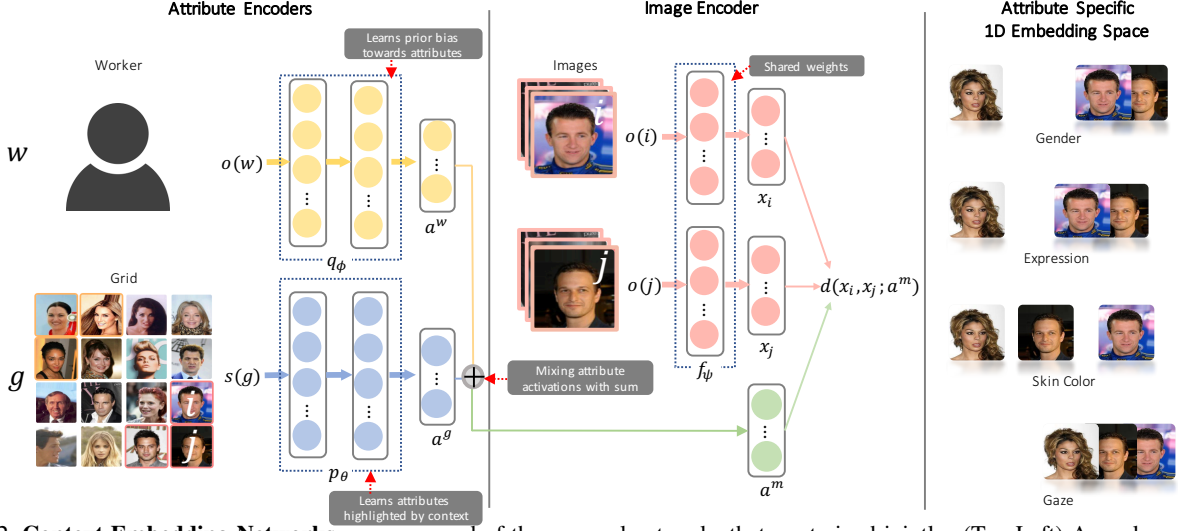 Attribute Encoders
Image Encoder
Attribute Specific
1D Embedding Space
Learns prior bias
towards attributes
Worker
w
o(w)
a^w
q_ϕ
Images
Shared weights
i
o(i)
x_i
j
o(j)
x_j
f_ψ
d(x_i, x_j; a^m)
Grid
g
i
j
s(g)
a^g
p_θ
Mixing attribute
activations with sum
Learns attributes
highlighted by context
a^m
Gender
Expression
Skin Color
Gaze